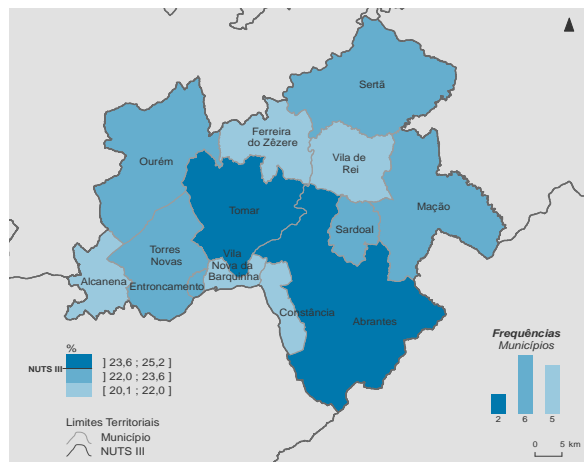 Sertã
Ferreira
do Zêzere
Vila de
Rei
Ourém
Mação
Tomar
Sardoal
Torres
Novas
Vila
Nova da
Barquinha
Alcanena
Entroncamento
Constância
Abrantes
%
NUTS III
] 23,6 ; 25,2 ]
] 22,0 ; 23,6 ]
[ 20,1 ; 22,0 ]
Limites Territoriais
Município
NUTS III
Frequências
Municípios
2 6 5
0 5 km